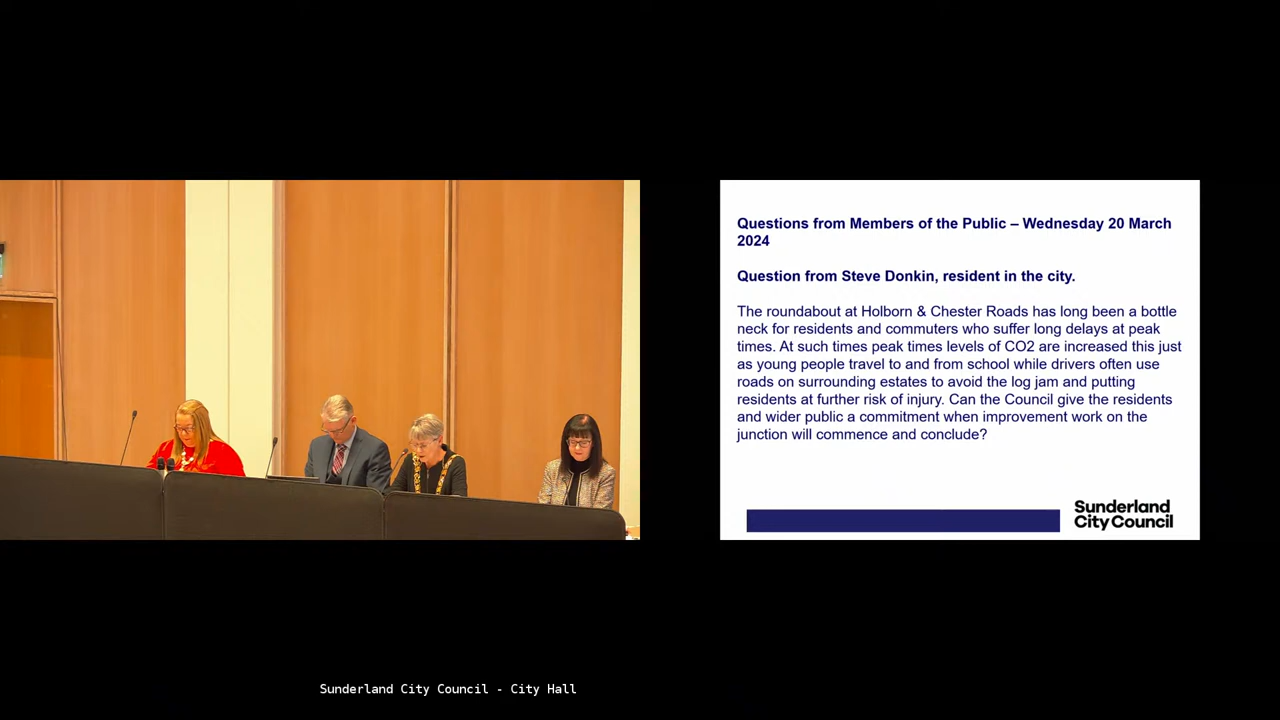 Questions from Members of the Public – Wednesday 20 March
2024
Question from Steve Donkin, resident in the city.
The roundabout at Holborn & Chester Roads has long been a bottle
neck for residents and commuters who suffer long delays at peak
times. At such times peak times levels of CO2 are increased this just
as young people travel to and from school while drivers often use
roads on surrounding estates to avoid the log jam and putting
residents at further risk of injury. Can the Council give the residents
and wider public a commitment when improvement work on the
junction will commence and conclude?
Sunderland
City Council
Sunderland City Council - City Hall